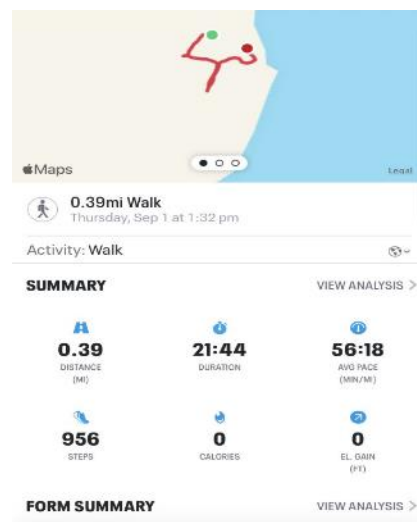 Maps
Legal
0.39mi Walk
Thursday, Sep 1 at 1:32 pm
Activity: Walk
SUMMARY VIEW ANALYSIS >
0.39 21:44 56:18
DISTANCE DURATION AVG PACE
(MI) (MIN/MI)
956 0 0
STEPS CALORIES EL. GAIN
(FT)
FORM SUMMARY VIEW ANALYSIS >